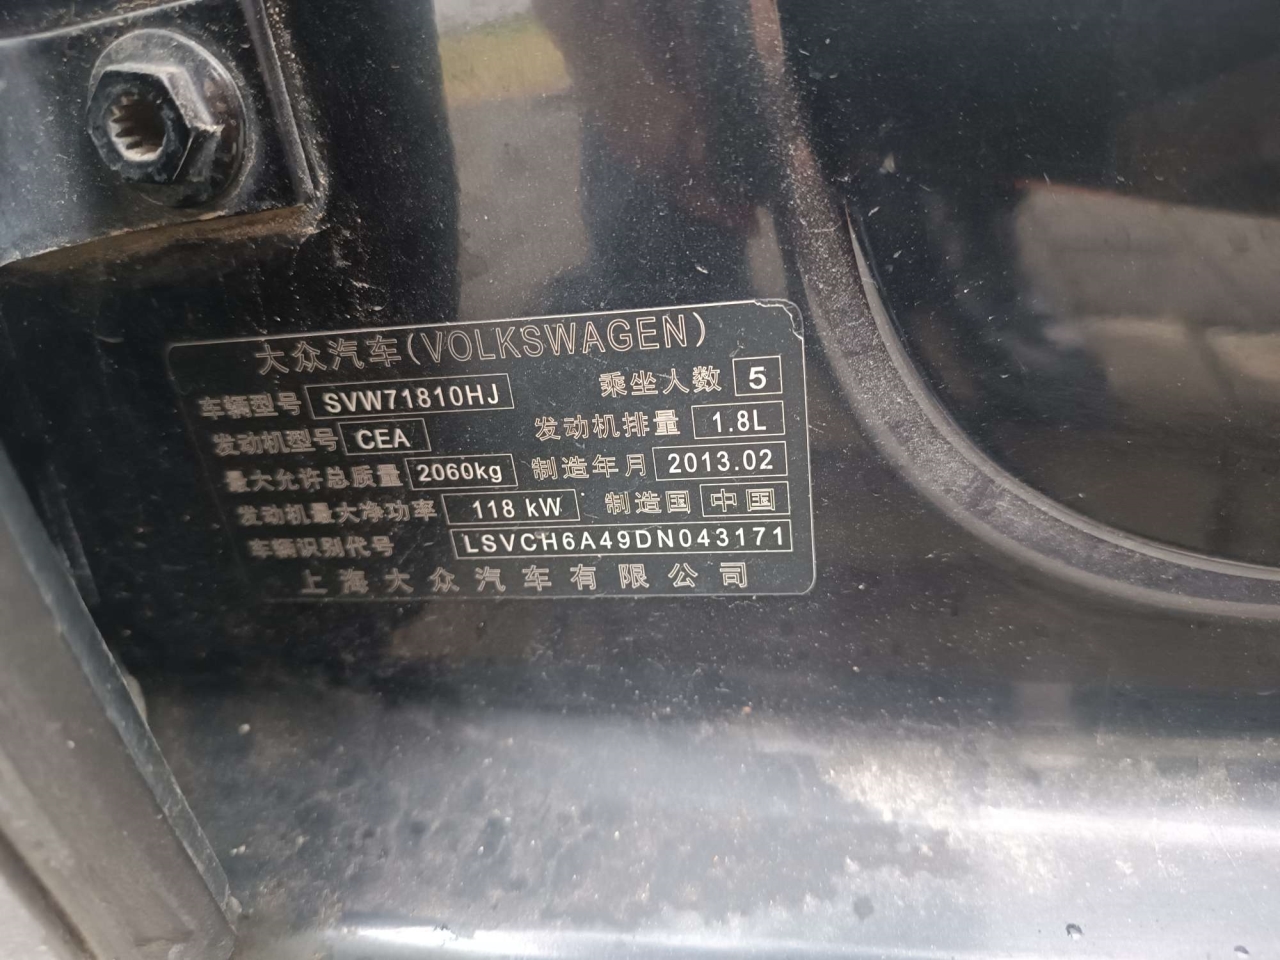 大众汽车(VOLKSWAGEN)
车辆型号 SVW71810HJ 乘坐人数 5
发动机型号 CEA 发动机排量 1.8L
最大允许总质量 2060kg 制造年月 2013.02
发动机最大净功率 118 kW 制造国 中国
车辆识别代号 LSVCH6A49DN043171
上海大众汽车有限公司